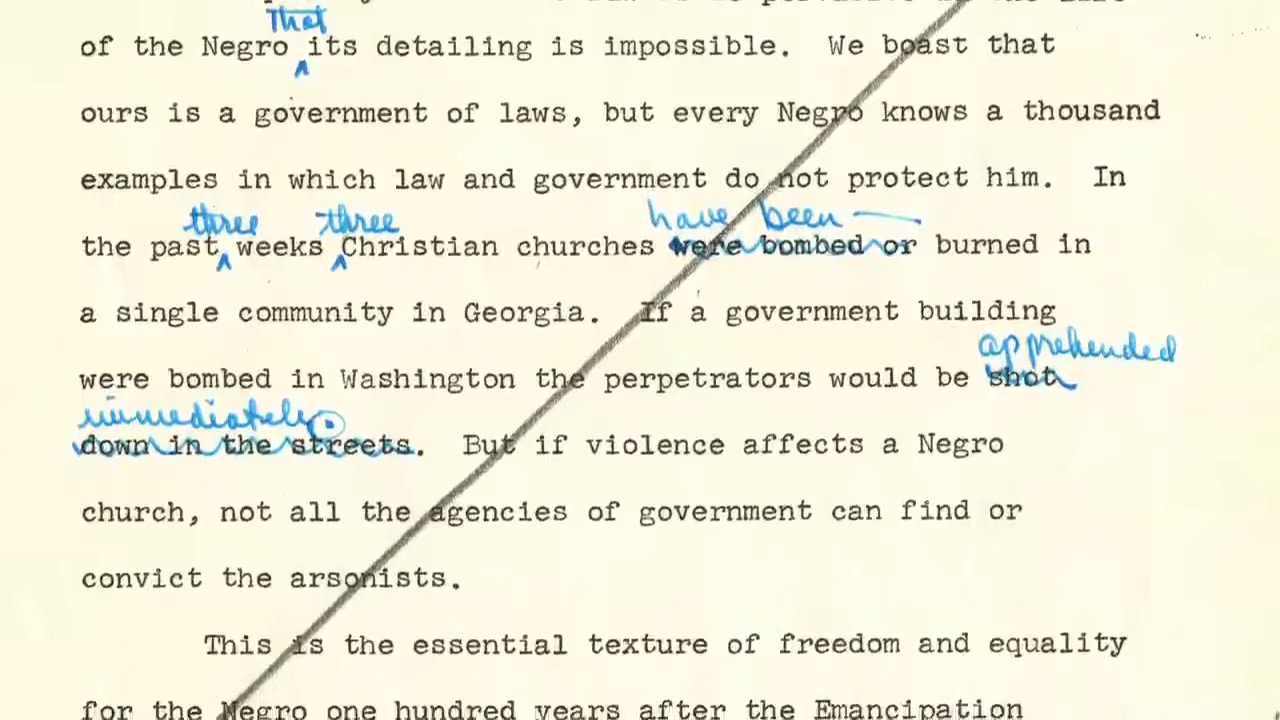 That
of the Negro ^ its detailing is impossible. We boast that
ours is a government of laws, but every Negro knows a thousand
examples in which law and government do not protect him. In
three three have been
the past ^ weeks ^ Christian churches were bombed or burned in
a single community in Georgia. If a government building
apprehended
were bombed in Washington the perpetrators would be shot
immediately.
down in the streets. But if violence affects a Negro
church, not all the agencies of government can find or
convict the arsonists.
This is the essential texture of freedom and equality
for the Negro one hundred years after the Emancipation